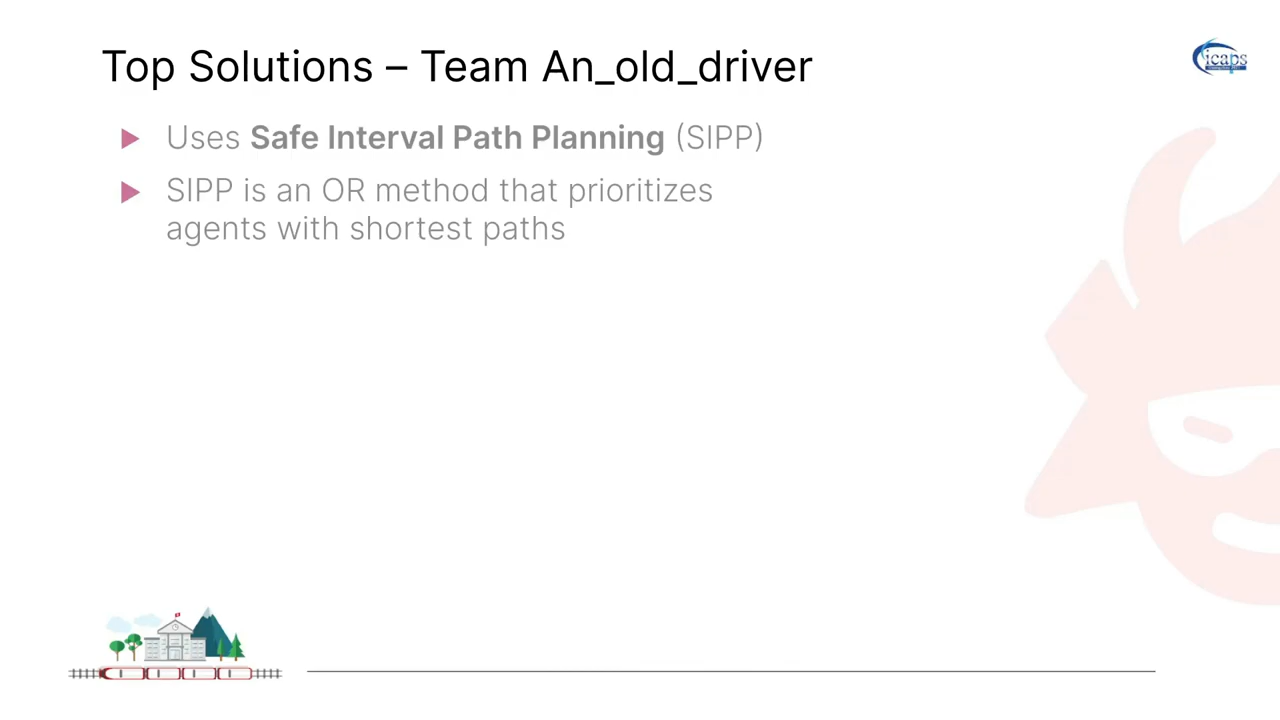 Top Solutions – Team An_old_driver
icaps
Uses Safe Interval Path Planning (SIPP)
SIPP is an OR method that prioritizes
agents with shortest paths